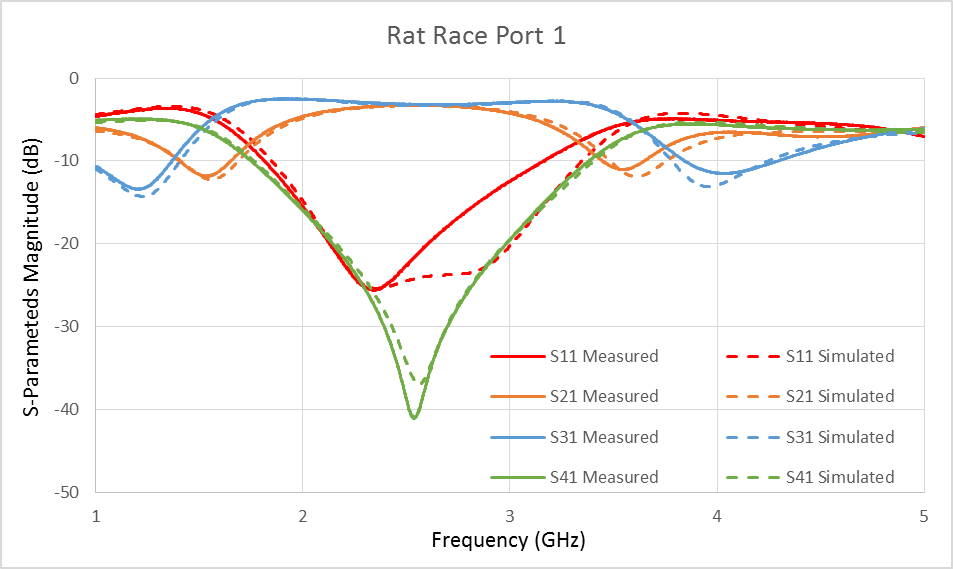 Rat Race Port 1
0
-10
-20
-30
-40
-50
S-Parameteds Magnitude (dB)
S11 Measured S11 Simulated
S21 Measured S21 Simulated
S31 Measured S31 Simulated
S41 Measured S41 Simulated
1 2 3 4 5
Frequency (GHz)